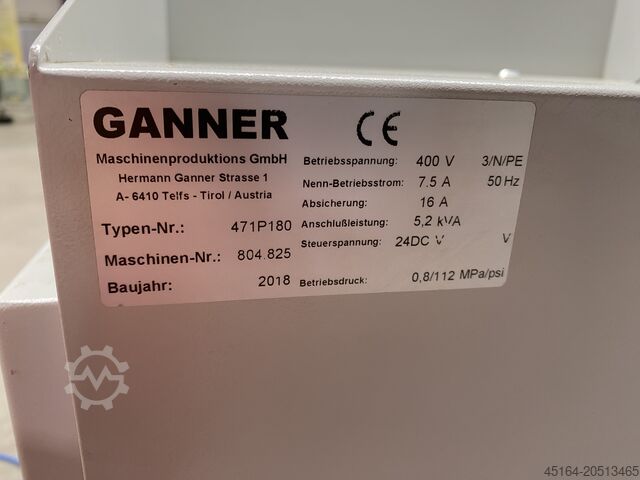 GANNER
CE
Maschinenproduktions GmbH
Hermann Ganner Strasse 1
A- 6410 Telfs - Tirol / Austria
Typen-Nr.: 471P180
Maschinen-Nr.: 804.825
Baujahr: 2018
Betriebsspannung: 400 V 3/N/PE
Nenn-Betriebsstrom: 7.5 A 50 Hz
Absicherung: 16 A
Anschlußleistung: 5,2 kVA
Steuerspannung: 24DC V V
Betriebsdruck: 0,8/112 MPa/psi
45164-20513465